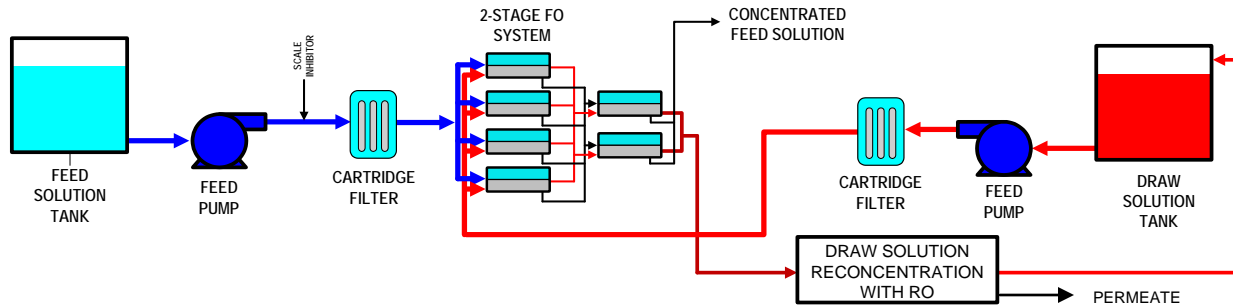 FEED
SOLUTION
TANK
FEED
PUMP
SCALE
INHIBITOR
CARTRIDGE
FILTER
2-STAGE FO
SYSTEM
CONCENTRATED
FEED SOLUTION
CARTRIDGE
FILTER
FEED
PUMP
DRAW
SOLUTION
TANK
DRAW SOLUTION
RECONCENTRATION
WITH RO
PERMEATE